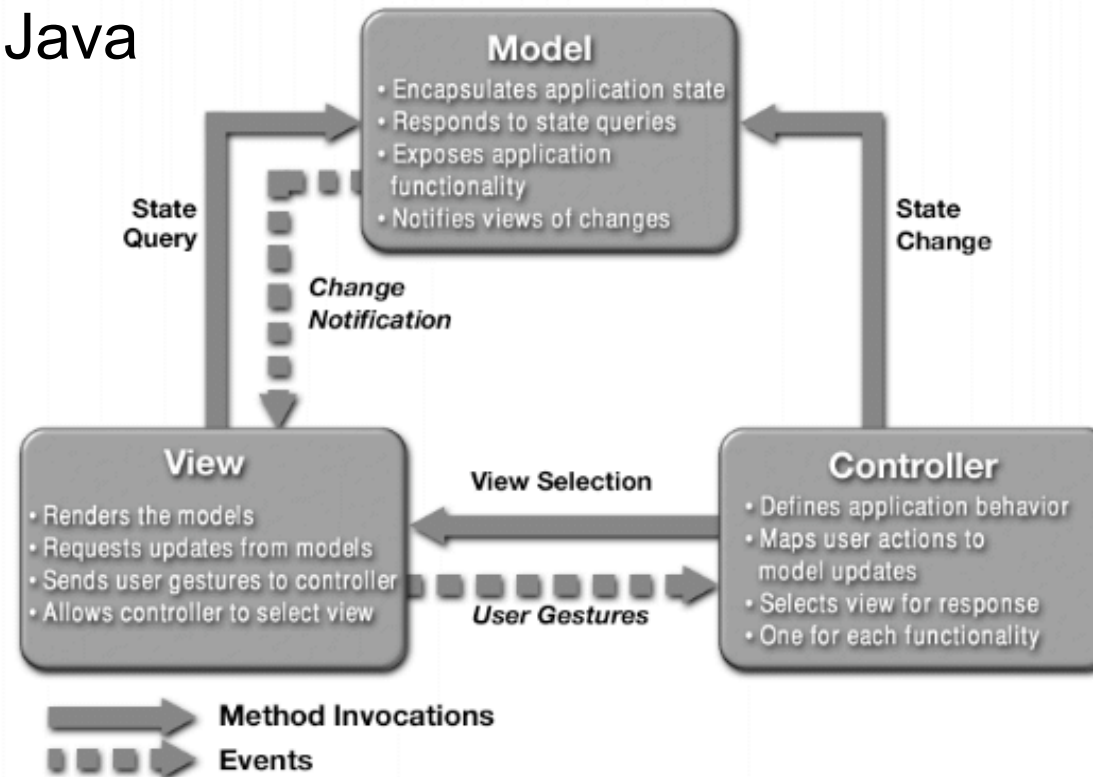 Java
Model
• Encapsulates application state
• Responds to state queries
• Exposes application
functionality
• Notifies views of changes
State
Query
State
Change
Change
Notification
View
• Renders the models
• Requests updates from models
• Sends user gestures to controller
• Allows controller to select view
View Selection
User Gestures
Controller
• Defines application behavior
• Maps user actions to
model updates
• Selects view for response
• One for each functionality
Method Invocations
Events